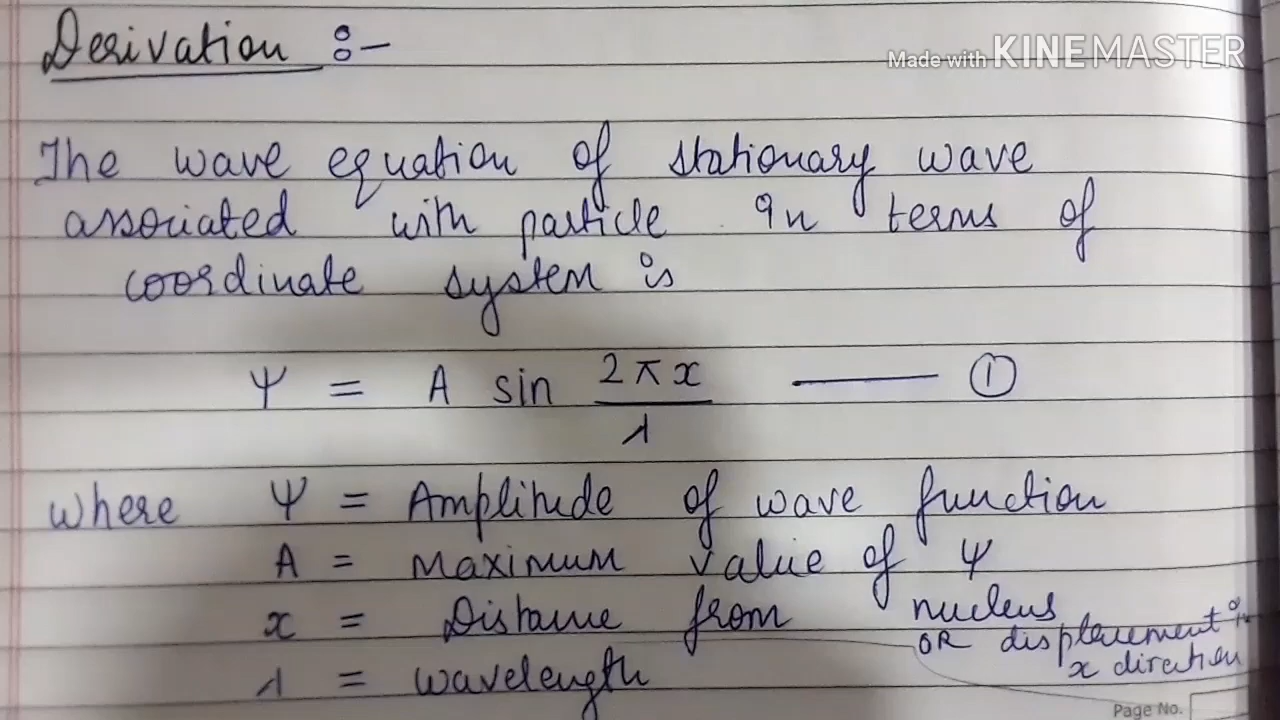 Derivation :-
Made with KINEMASTER
The wave equation of stationary wave
associated with particle in terms of
coordinate system is
Ψ = A sin 2πx / λ ——— ①
where Ψ = Amplitude of wave function
A = Maximum value of Ψ
x = Distance from nucleus
OR displacement in
x direction
λ = wavelength
Page No.